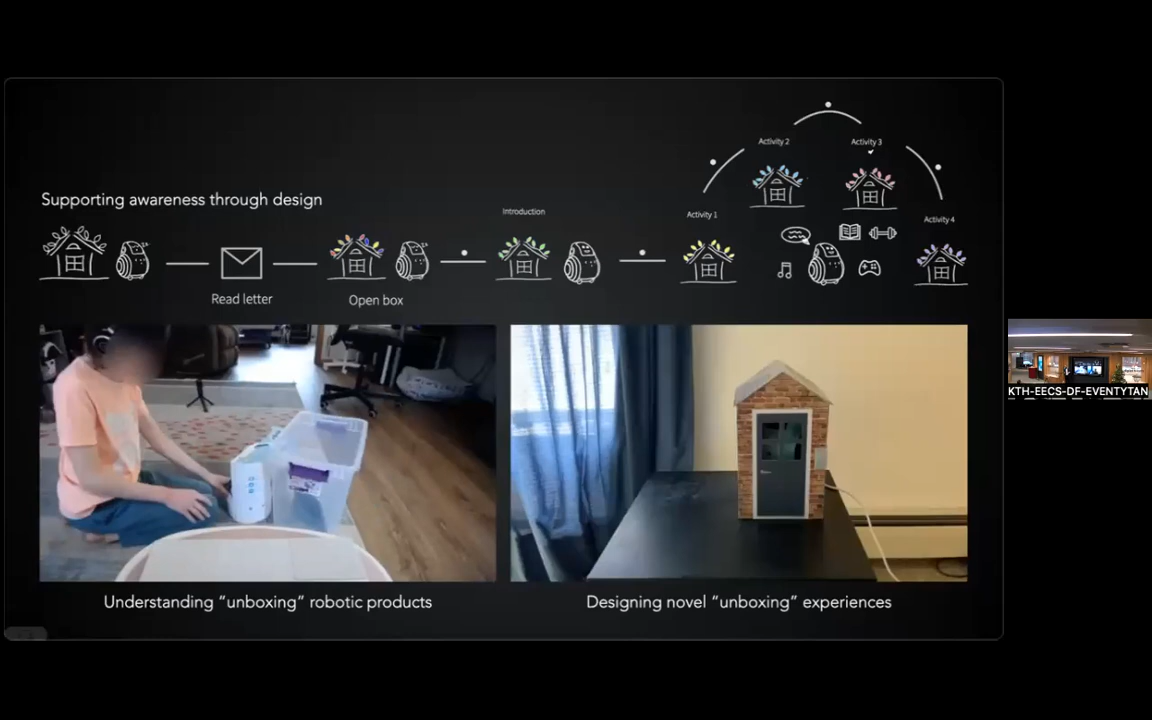 Supporting awareness through design
Read letter
Open box
Introduction
Activity 1
Activity 2
Activity 3
Activity 4
Understanding “unboxing” robotic products
Designing novel “unboxing” experiences
KTH-EECS-DF-EVENTYTAN